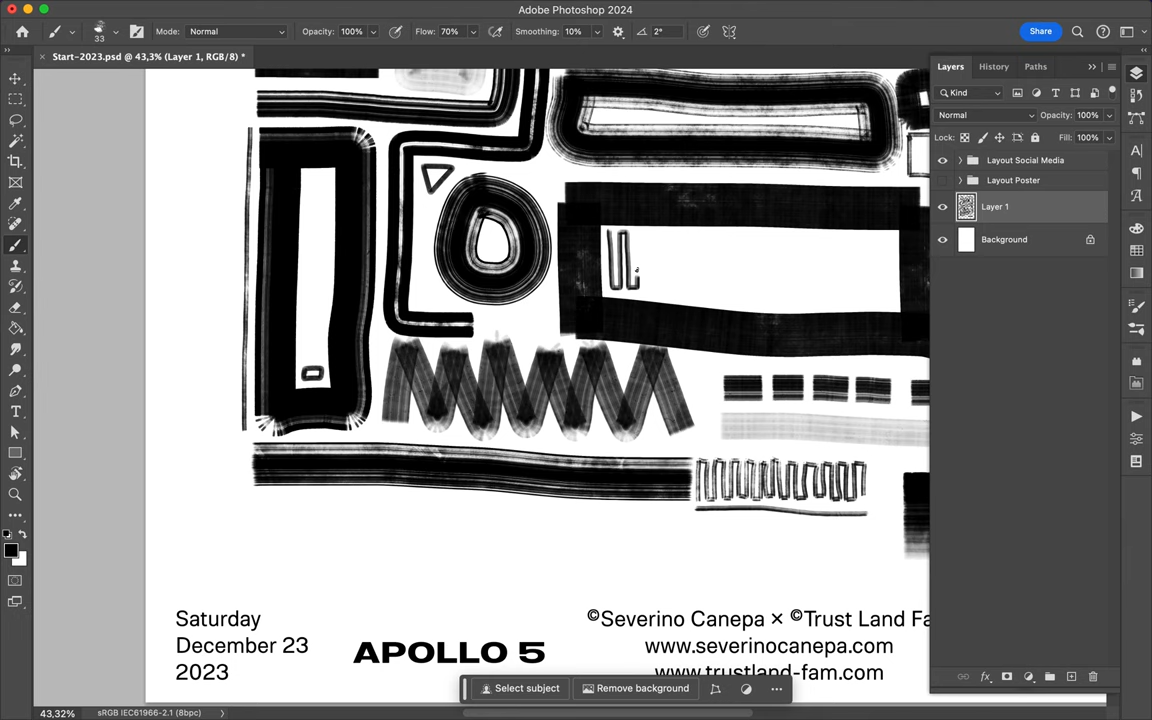 Adobe Photoshop 2024
33
Mode: Normal
Opacity: 100%
Flow: 70%
Smoothing: 10%
2°
Share
Start-2023.psd @ 43,3% (Layer 1, RGB/8) *
Layers
History
Paths
Kind
Normal
Opacity: 100%
Lock:
Fill: 100%
Layout Social Media
Layout Poster
Layer 1
Background
Saturday
December 23
2023
APOLLO 5
©Severino Canepa × ©Trust Land Fa
www.severinocanepa.com
www.trustland-fam.com
Select subject
Remove background
43,32%
sRGB IEC61966-2.1 (8bpc)